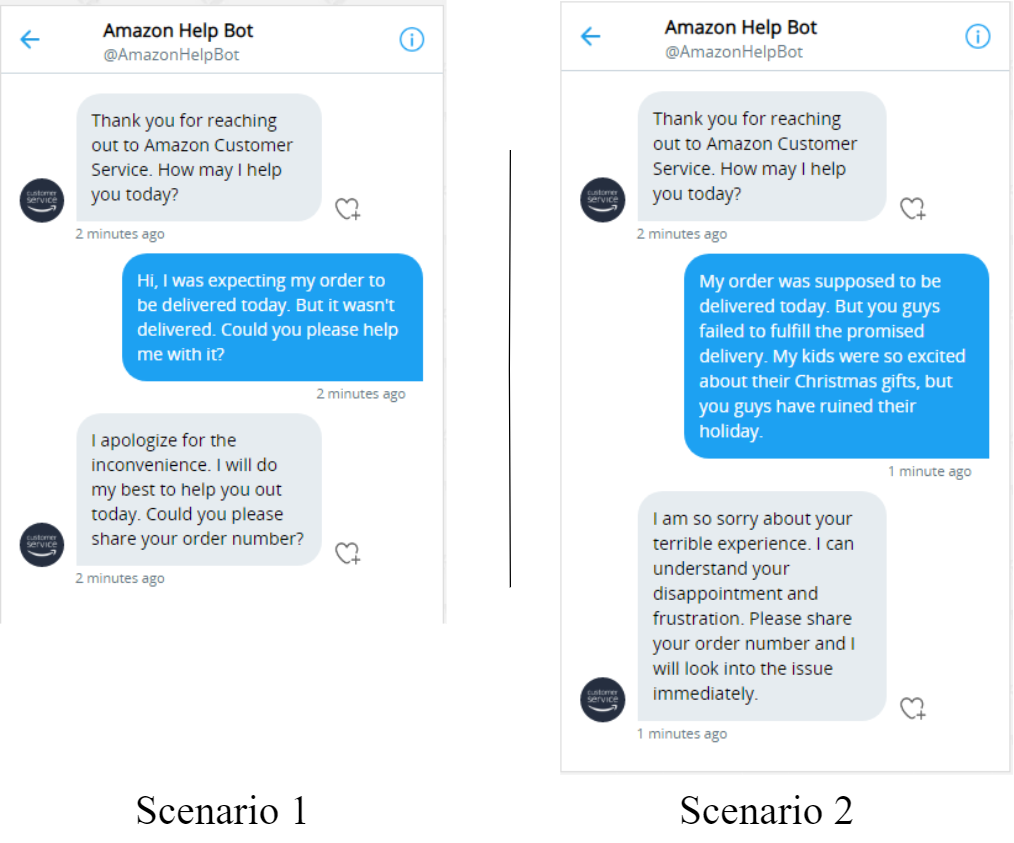 Amazon Help Bot
@AmazonHelpBot
Thank you for reaching
out to Amazon Customer
Service. How may I help
you today?
customer
service
2 minutes ago
Hi, I was expecting my order to
be delivered today. But it wasn't
delivered. Could you please help
me with it?
2 minutes ago
I apologize for the
inconvenience. I will do
my best to help you out
today. Could you please
share your order number?
customer
service
2 minutes ago
Scenario 1
Amazon Help Bot
@AmazonHelpBot
Thank you for reaching
out to Amazon Customer
Service. How may I help
you today?
customer
service
2 minutes ago
My order was supposed to be
delivered today. But you guys
failed to fulfill the promised
delivery. My kids were so excited
about their Christmas gifts, but
you guys have ruined their
holiday.
1 minute ago
I am so sorry about your
terrible experience. I can
understand your
disappointment and
frustration. Please share
your order number and I
will look into the issue
immediately.
customer
service
1 minutes ago
Scenario 2